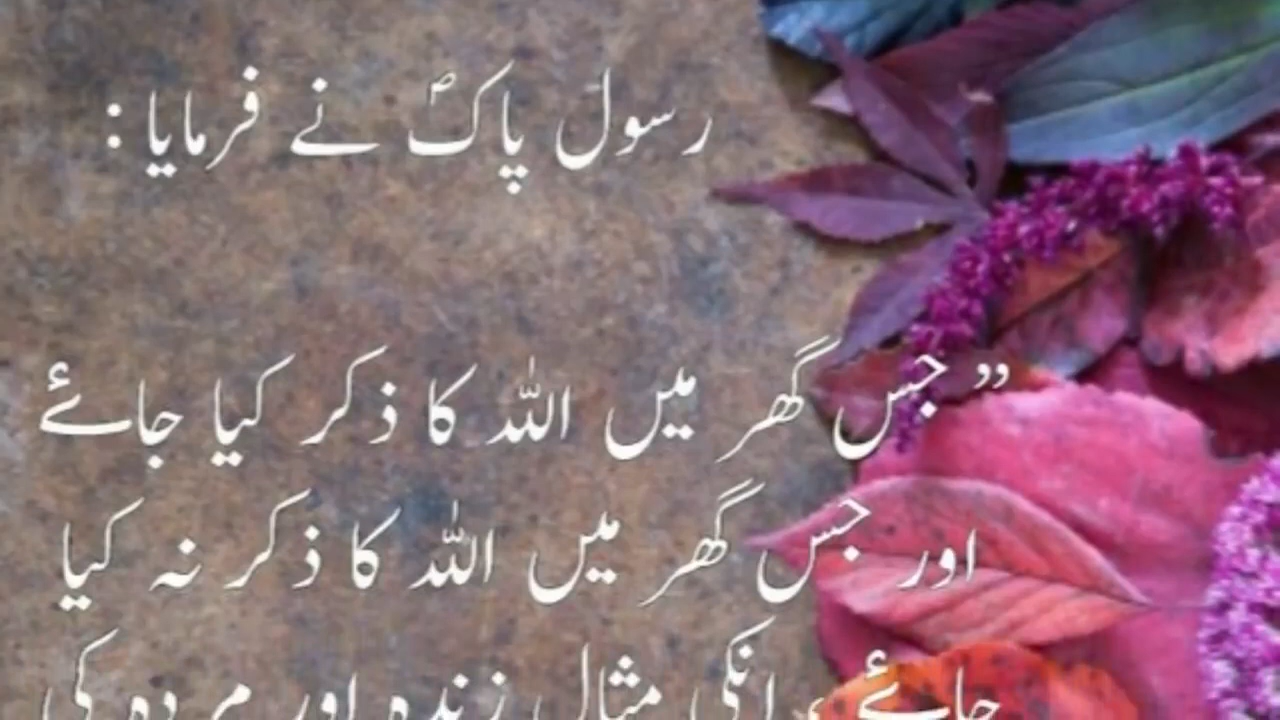 رسول پاکؐ نے فرمایا :
”جس گھر میں اللہ کا ذکر کیا جائے
اور جس گھر میں اللہ کا ذکر نہ کیا
جائے ، انکی مثال زندہ اور مردہ کی